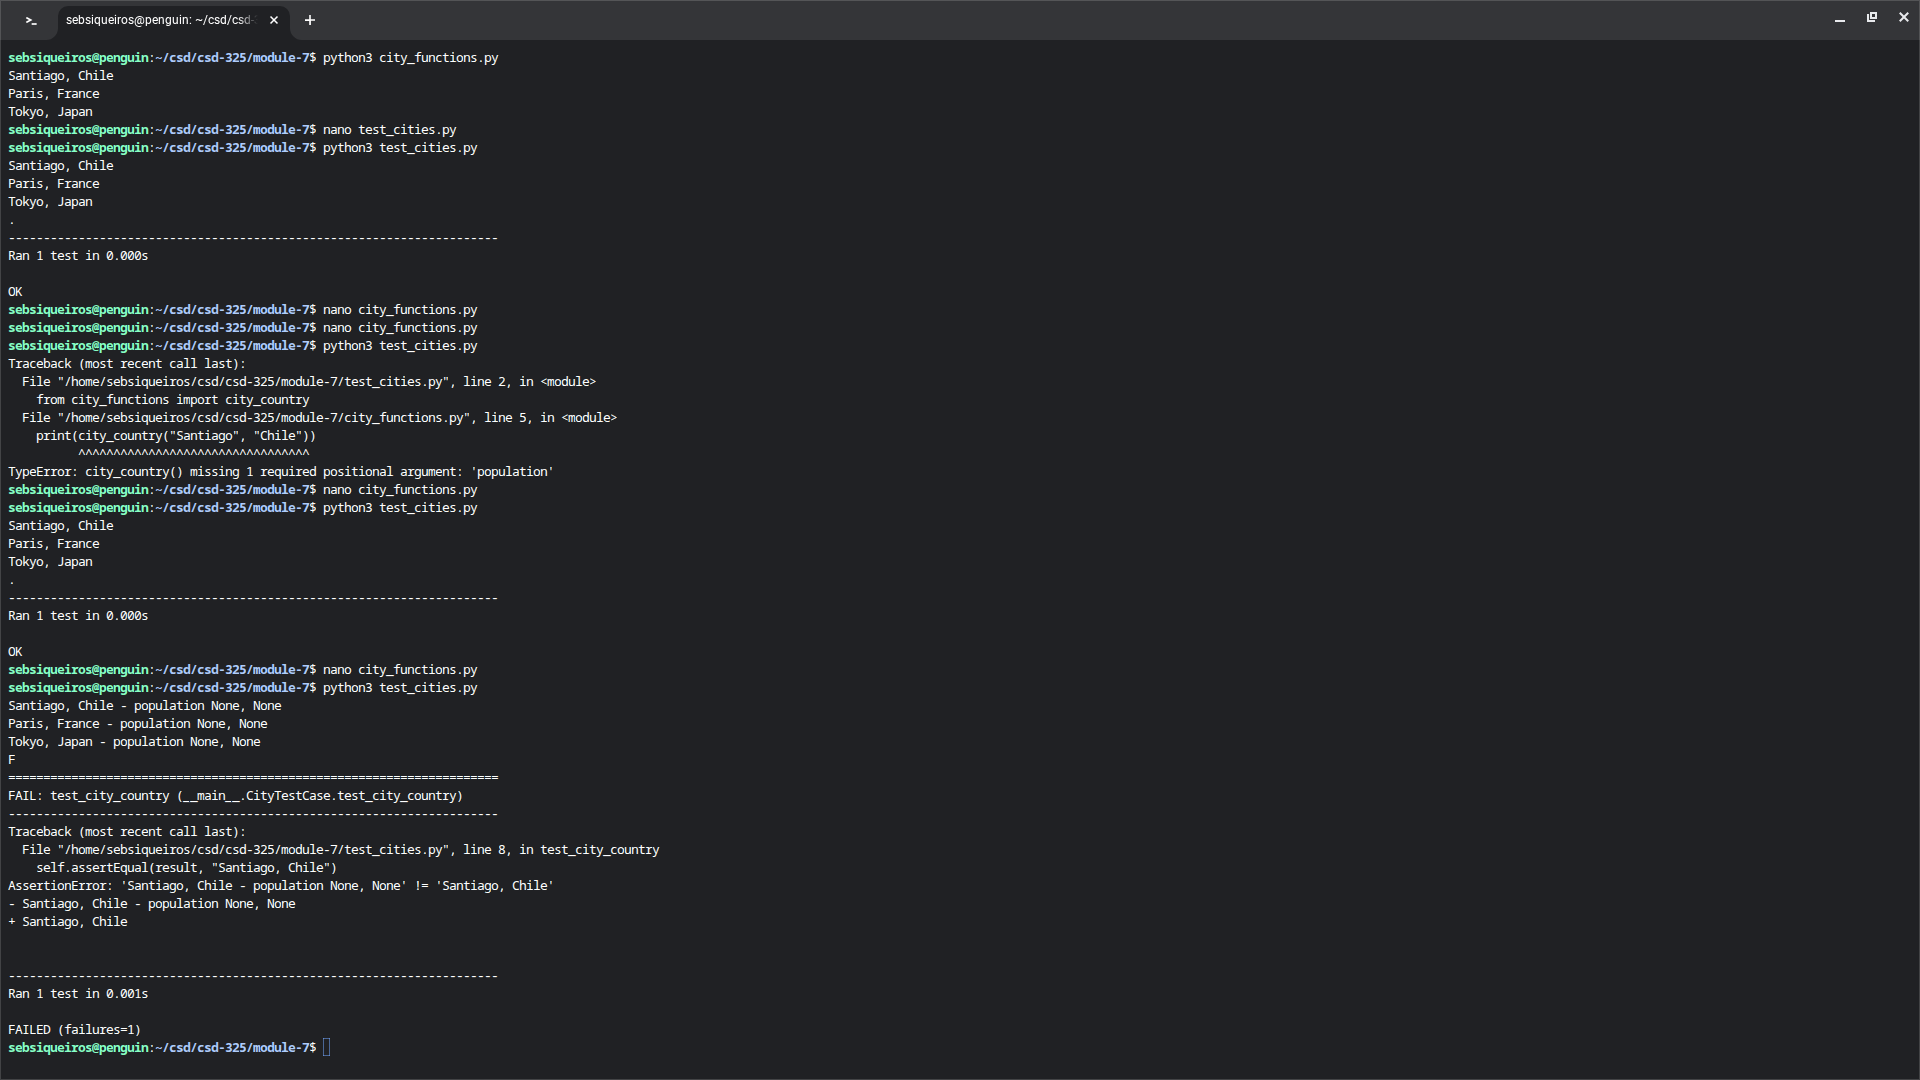 sebsiqueiros@penguin: ~/csd/csd-
sebsiqueiros@penguin:~/csd/csd-325/module-7$ python3 city_functions.py
Santiago, Chile
Paris, France
Tokyo, Japan
sebsiqueiros@penguin:~/csd/csd-325/module-7$ nano test_cities.py
sebsiqueiros@penguin:~/csd/csd-325/module-7$ python3 test_cities.py
Santiago, Chile
Paris, France
Tokyo, Japan
.
----------------------------------------------------------------------
Ran 1 test in 0.000s

OK
sebsiqueiros@penguin:~/csd/csd-325/module-7$ nano city_functions.py
sebsiqueiros@penguin:~/csd/csd-325/module-7$ nano city_functions.py
sebsiqueiros@penguin:~/csd/csd-325/module-7$ python3 test_cities.py
Traceback (most recent call last):
  File "/home/sebsiqueiros/csd/csd-325/module-7/test_cities.py", line 2, in <module>
    from city_functions import city_country
  File "/home/sebsiqueiros/csd/csd-325/module-7/city_functions.py", line 5, in <module>
    print(city_country("Santiago", "Chile"))
          ^^^^^^^^^^^^^^^^^^^^^^^^^^^^^^^^^
TypeError: city_country() missing 1 required positional argument: 'population'
sebsiqueiros@penguin:~/csd/csd-325/module-7$ nano city_functions.py
sebsiqueiros@penguin:~/csd/csd-325/module-7$ python3 test_cities.py
Santiago, Chile
Paris, France
Tokyo, Japan
.
----------------------------------------------------------------------
Ran 1 test in 0.000s

OK
sebsiqueiros@penguin:~/csd/csd-325/module-7$ nano city_functions.py
sebsiqueiros@penguin:~/csd/csd-325/module-7$ python3 test_cities.py
Santiago, Chile - population None, None
Paris, France - population None, None
Tokyo, Japan - population None, None
F
======================================================================
FAIL: test_city_country (__main__.CityTestCase.test_city_country)
----------------------------------------------------------------------
Traceback (most recent call last):
  File "/home/sebsiqueiros/csd/csd-325/module-7/test_cities.py", line 8, in test_city_country
    self.assertEqual(result, "Santiago, Chile")
AssertionError: 'Santiago, Chile - population None, None' != 'Santiago, Chile'
- Santiago, Chile - population None, None
+ Santiago, Chile

----------------------------------------------------------------------
Ran 1 test in 0.001s

FAILED (failures=1)
sebsiqueiros@penguin:~/csd/csd-325/module-7$